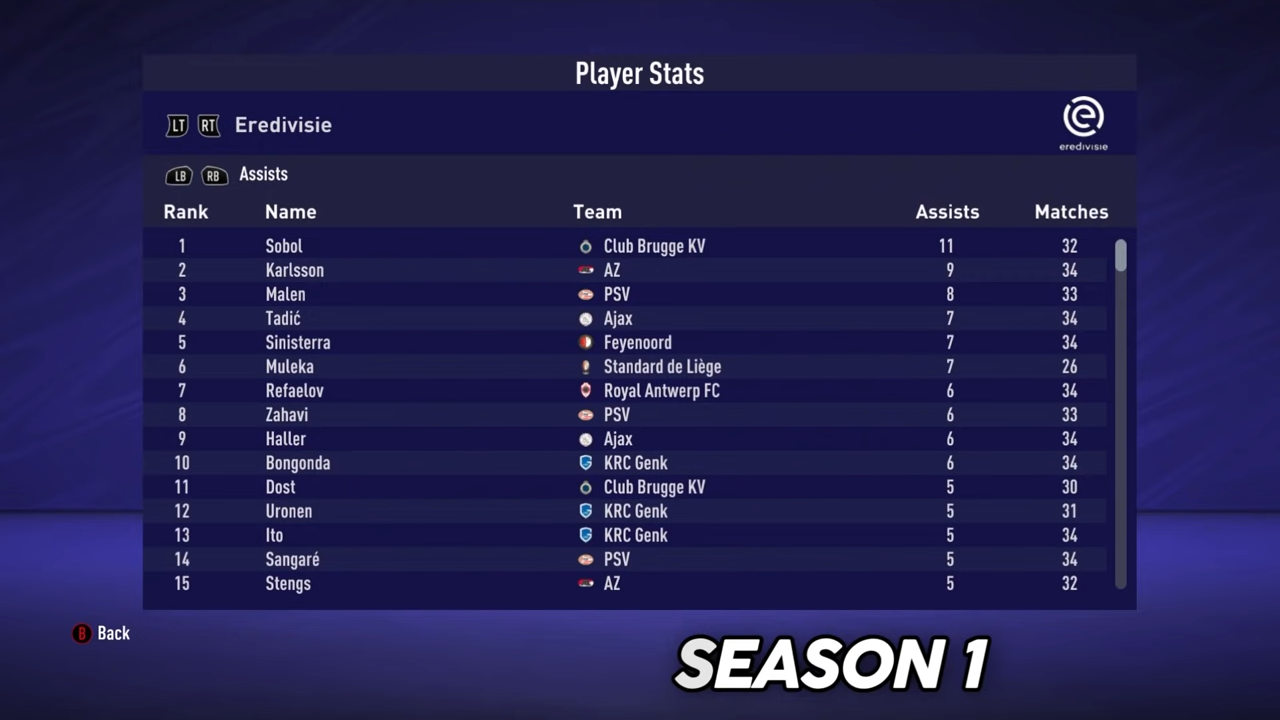 Player Stats
LT RT Eredivisie
eredivisie
LB RB Assists
Rank Name Team Assists Matches
1 Sobol Club Brugge KV 11 32
2 Karlsson AZ 9 34
3 Malen PSV 8 33
4 Tadić Ajax 7 34
5 Sinisterra Feyenoord 7 34
6 Muleka Standard de Liège 7 26
7 Refaelov Royal Antwerp FC 6 34
8 Zahavi PSV 6 33
9 Haller Ajax 6 34
10 Bongonda KRC Genk 6 34
11 Dost Club Brugge KV 5 30
12 Uronen KRC Genk 5 31
13 Ito KRC Genk 5 34
14 Sangaré PSV 5 34
15 Stengs AZ 5 32
B Back
SEASON 1